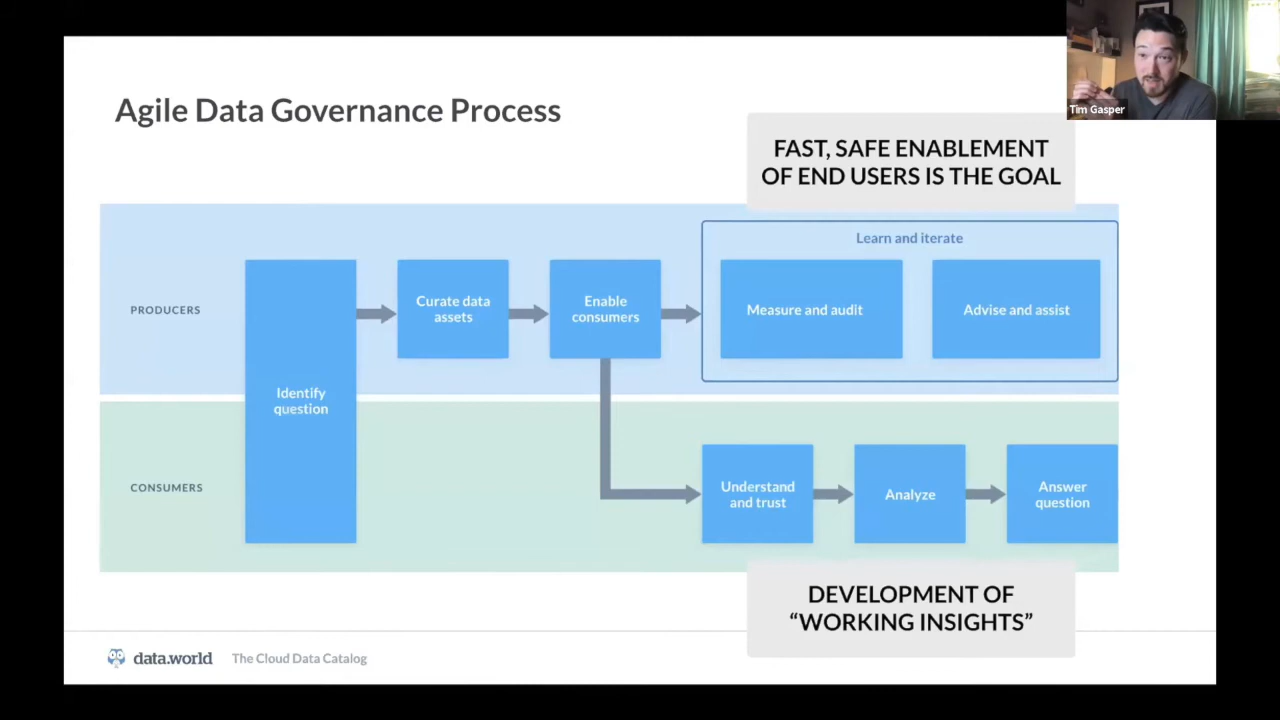 Tim Gasper
Agile Data Governance Process
FAST, SAFE ENABLEMENT
OF END USERS IS THE GOAL
Learn and iterate
PRODUCERS
Identify
question
Curate data
assets
Enable
consumers
Measure and audit
Advise and assist
CONSUMERS
Understand
and trust
Analyze
Answer
question
DEVELOPMENT OF
“WORKING INSIGHTS”
data.world
The Cloud Data Catalog